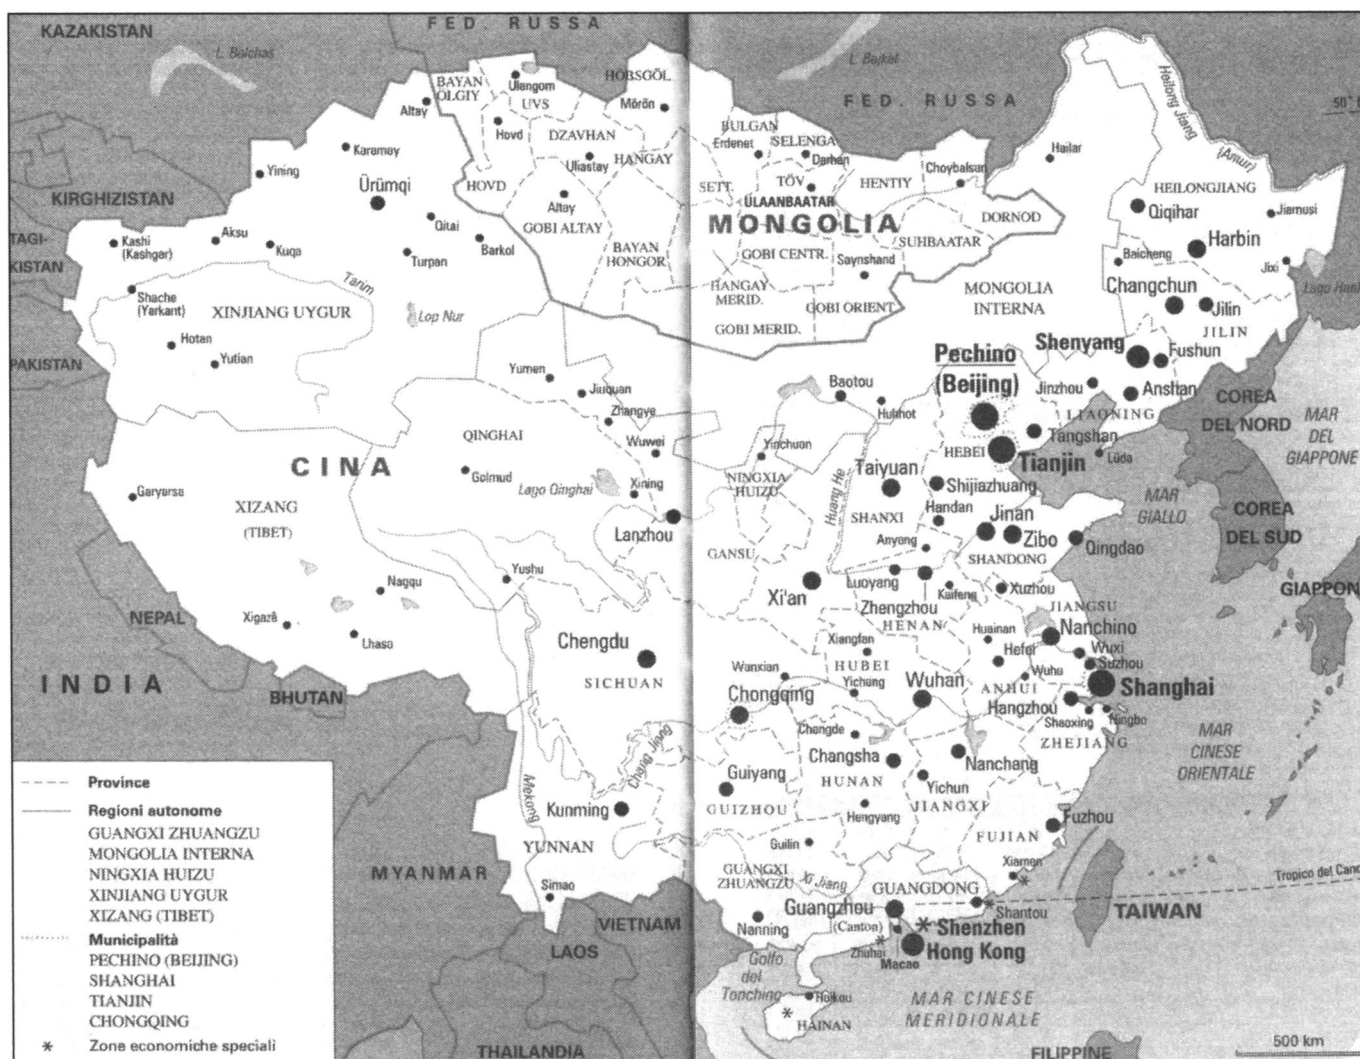 KAZAKISTAN
L. Balchas
FED. RUSSA
L. Bajkal
FED. RUSSA
50°
Heilong Jiang
(Amur)
BAYAN
OLGIY
Ülengom
UVS
HÖBSGÖL
Mörön
Altay
Hovd
DZAVHAN
Uliastay
HANGAY
BULGAN
Erdenet
SELENGA
Darhan
Choybalsan
Hailar
Karamay
Yining
HOVD
Altay
GOBI ALTAY
SETT.
TÖV
ULAANBAATAR
HENTIY
DORNOD
HEILONGJIANG
Qiqihar
Jiamusi
KIRGHIZISTAN
Ürümqi
MONGOLIA
SUHBAATAR
Harbin
TAGI-
KISTAN
Kashi
(Kashgar)
Aksu
Kuqa
Qitai
Turpan
Barkol
BAYAN
HONGOR
GOBI CENTR.
Saynshand
Baicheng
Jixi
Shache
(Yarkant)
Tarim
HANGAY
MERID.
MONGOLIA
INTERNA
Changchun
XINJIANG UYGUR
Lop Nur
GOBI ORIENT.
GOBI MERID.
Jilin
JILIN
Hotan
Yutian
PAKISTAN
Pechino
(Beijing)
Shenyang
Fushun
Yumen
Jiuquan
Baotou
Huhhot
Jinzhou
Anshan
LIAONING
COREA
DEL NORD
MAR
DEL
GIAPPONE
Zhangye
QINGHAI
Wuwei
Yinchuan
Tangshan
HEBEI
Tianjin
Lüda
CINA
Golmud
Lago Qinghai
Xining
NINGXIA
HUIZU
Huang He
Taiyuan
Shijiazhuang
Garyarsa
XIZANG
(TIBET)
Lanzhou
SHANXI
Handan
Jinan
Zibo
MAR
GIALLO
COREA
DEL SUD
GANSU
Anyang
SHANDONG
Qingdao
Yushu
Nagqu
Xi'an
Luoyang
Zhengzhou
Kaifeng
HENAN
Xuzhou
JIANGSU
GIAPPON
NEPAL
Xigazê
Lhasa
Chengdu
SICHUAN
Xiangfan
HUBEI
Huainan
Hefei
Nanchino
Wuxi
Suzhou
INDIA
BHUTAN
Wanxian
Chongqing
Yichang
Wuhan
ANHUI
Wuhu
Shanghai
Hangzhou
Shaoxing
Ningbo
ZHEJIANG
MAR
CINESE
ORIENTALE
Changde
Changsha
HUNAN
Nanchang
Mekong
Chang Jiang
Guiyang
GUIZHOU
Yichun
JIANGXI
Kunming
Hengyang
FUJIAN
Fuzhou
YUNNAN
Guilin
Xiamen
MYANMAR
Simao
GUANGXI
ZHUANGZU
Xi Jiang
GUANGDONG
Tropico del Canc
VIETNAM
Guangzhou
(Canton)
Shantou
TAIWAN
Nanning
Shenzhen
LAOS
Zhuhai
Macao
Hong Kong
Golfo
del
Tonchino
Hoikou
HAINAN
MAR CINESE
MERIDIONALE
THAILANDIA
FILIPPINE
500 km
Province
Regioni autonome
GUANGXI ZHUANGZU
MONGOLIA INTERNA
NINGXIA HUIZU
XINJIANG UYGUR
XIZANG (TIBET)
Municipalità
PECHINO (BEIJING)
SHANGHAI
TIANJIN
CHONGQING
* Zone economiche speciali